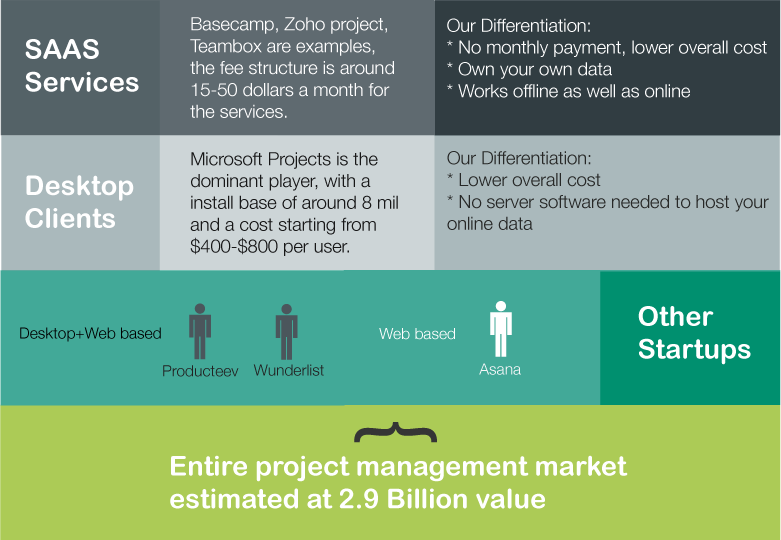 SAAS
Services
Basecamp, Zoho project,
Teambox are examples,
the fee structure is around
15-50 dollars a month for
the services.
Our Differentiation:
* No monthly payment, lower overall cost
* Own your own data
* Works offline as well as online
Desktop
Clients
Microsoft Projects is the
dominant player, with a
install base of around 8 mil
and a cost starting from
$400-$800 per user.
Our Differentiation:
* Lower overall cost
* No server software needed to host your
online data
Desktop+Web based
Producteev
Wunderlist
Web based
Asana
Other
Startups
Entire project management market
estimated at 2.9 Billion value